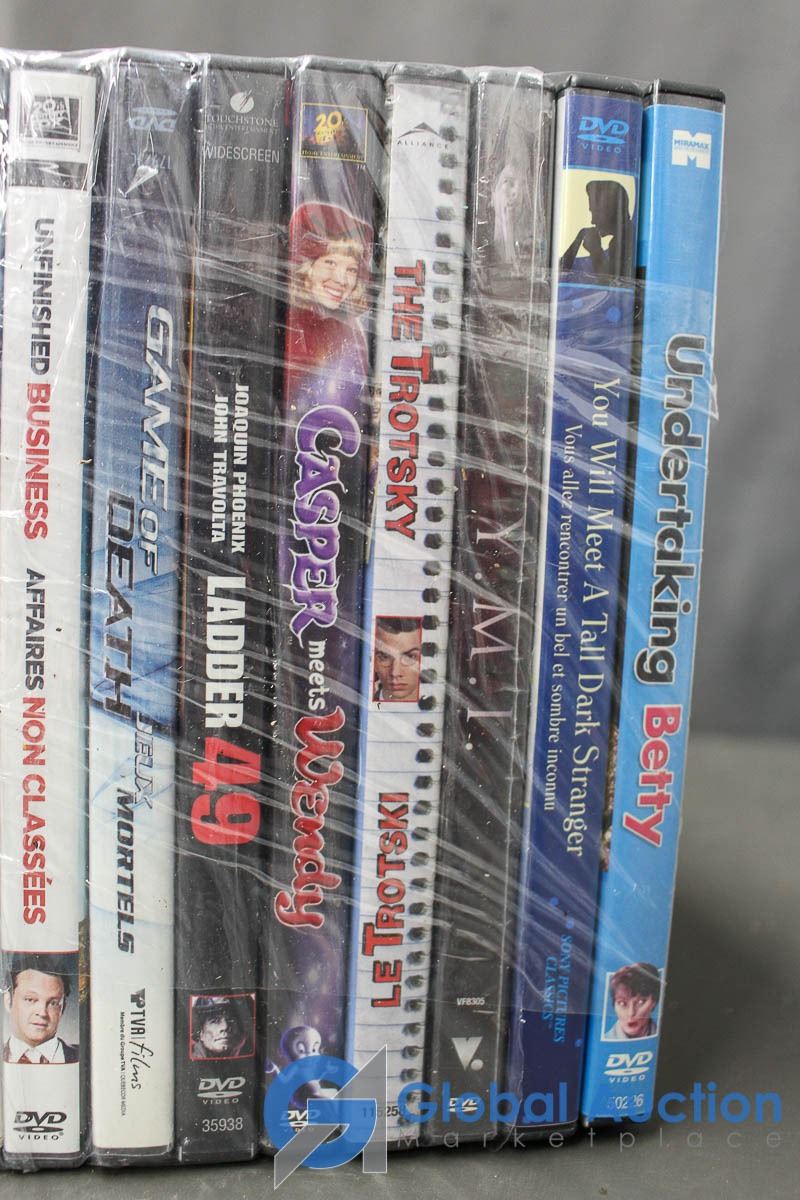 UNFINISHED BUSINESS AFFAIRES NON CLASSÉES
DVD
VIDEO
GAME OF
DEATH
JEUX
MORTELS
TVA films
TOUCHSTONE
WIDESCREEN
JOAQUIN PHOENIX
JOHN TRAVOLTA
LADDER 49
DVD
VIDEO
35938
20
CASPER meets Wendy
DVD
ALLIANCE
THE TROTSKY
LE TROTSKI
Y.M.I.
VF8305
V.
DVD
DVD
VIDEO
You Will Meet A Tall Dark Stranger
Vous allez rencontrer un bel et sombre inconnu
SONY PICTURES
CLASSICS
MIRAMAX
Undertaking Betty
DVD
VIDEO
50226
Global Auction
Marketplace